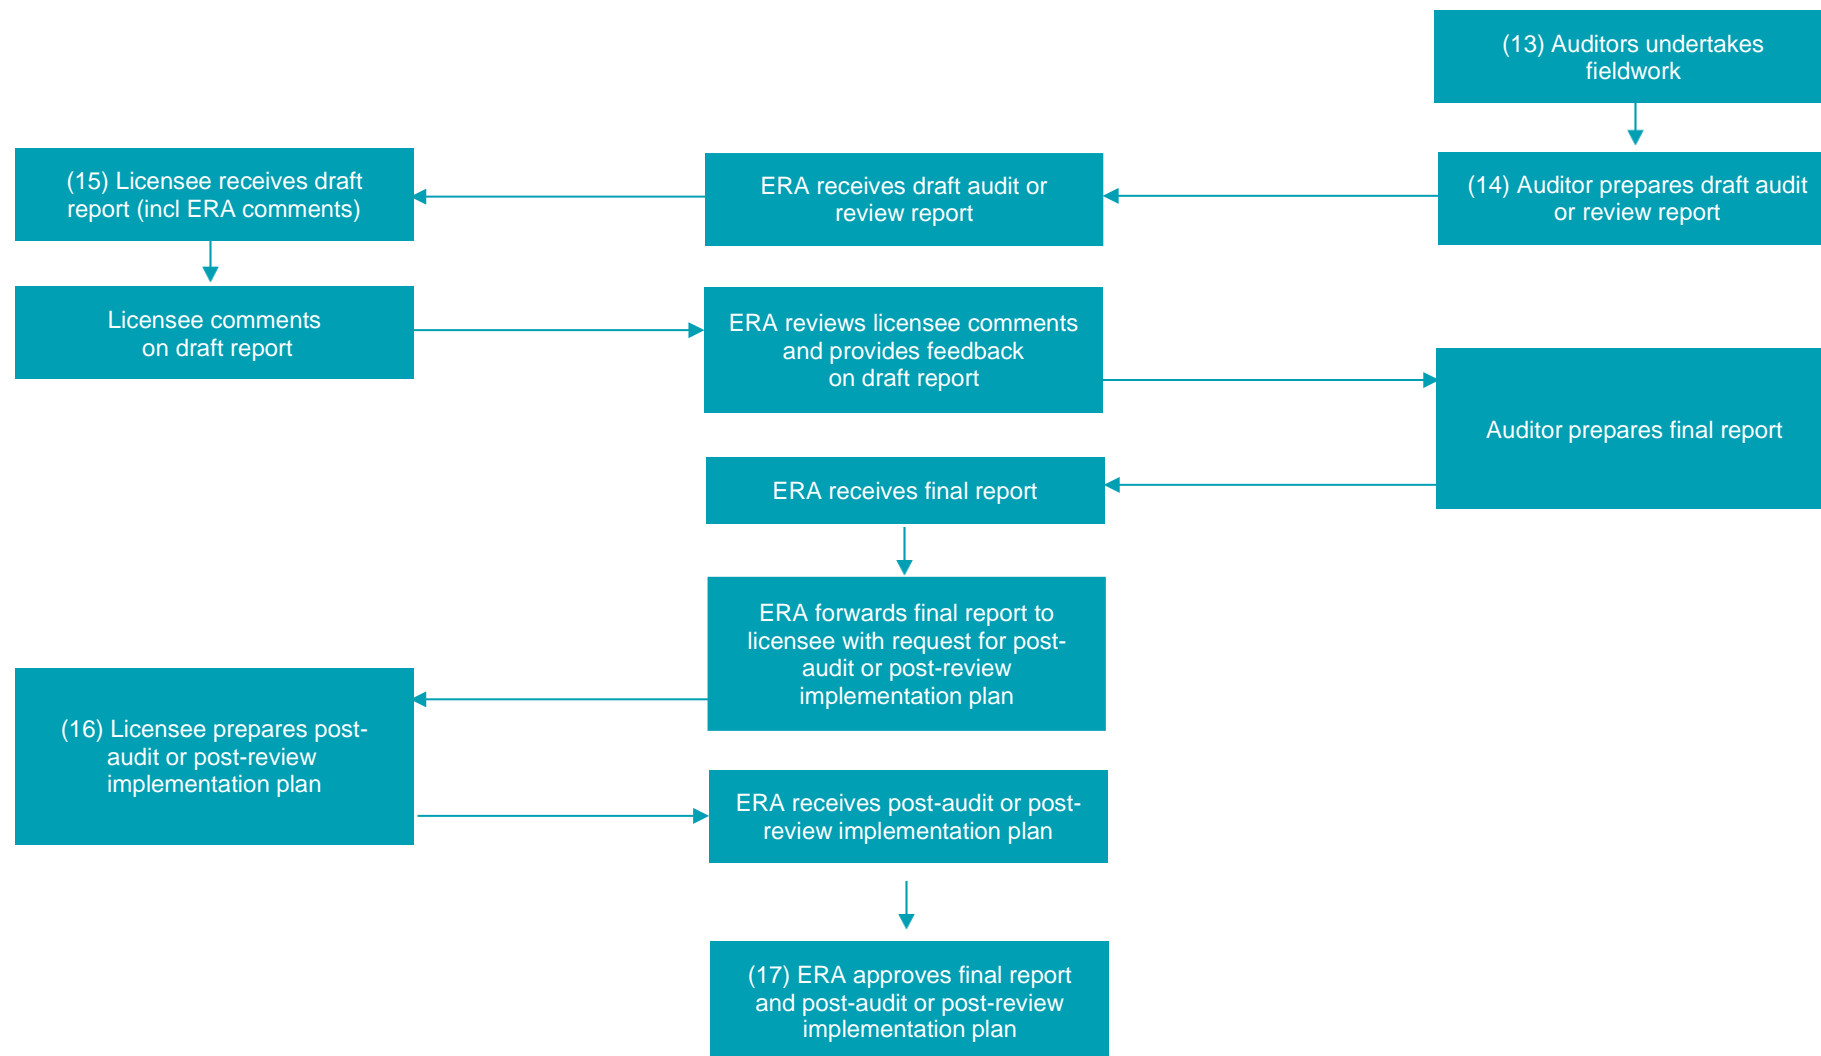 (13) Auditors undertakes
fieldwork
(14) Auditor prepares draft audit
or review report
ERA receives draft audit or
review report
(15) Licensee receives draft
report (incl ERA comments)
Licensee comments
on draft report
ERA reviews licensee comments
and provides feedback
on draft report
Auditor prepares final report
ERA receives final report
ERA forwards final report to
licensee with request for post-
audit or post-review
implementation plan
(16) Licensee prepares post-
audit or post-review
implementation plan
ERA receives post-audit or post-
review implementation plan
(17) ERA approves final report
and post-audit or post-review
implementation plan